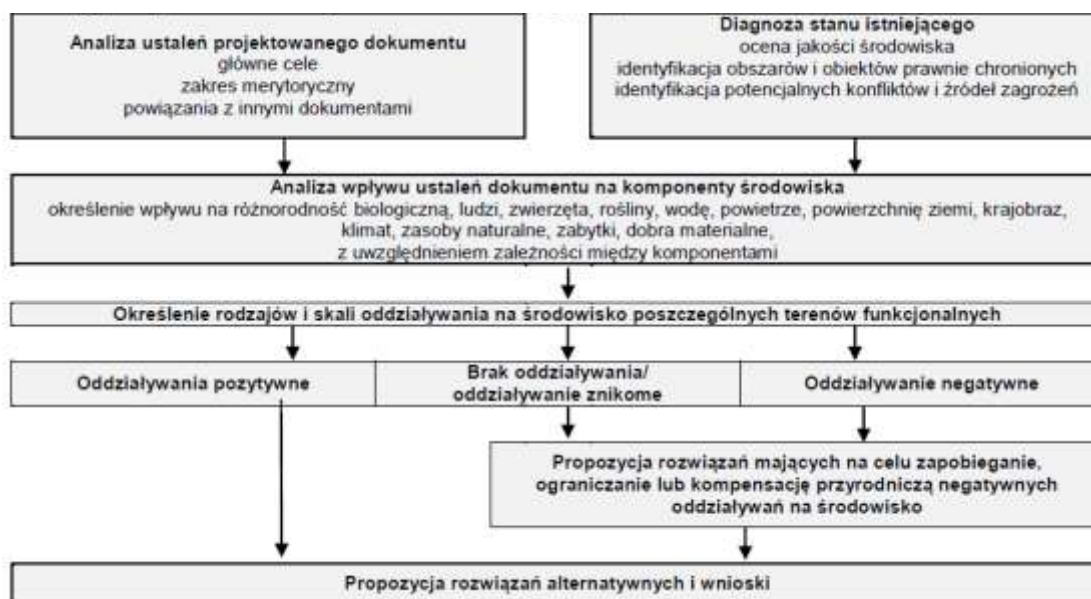 Analiza ustaleń projektowanego dokumentu
główne cele
zakres merytoryczny
powiązania z innymi dokumentami
Diagnoza stanu istniejącego
ocena jakości środowiska
identyfikacja obszarów i obiektów prawnie chronionych
identyfikacja potencjalnych konfliktów i źródeł zagrożeń
Analiza wpływu ustaleń dokumentu na komponenty środowiska
określenie wpływu na różnorodność biologiczną, ludzi, zwierzęta, rośliny, wodę, powietrze, powierzchnię ziemi, krajobraz,
klimat, zasoby naturalne, zabytki, dobra materialne,
z uwzględnieniem zależności między komponentami
Określenie rodzajów i skali oddziaływania na środowisko poszczególnych terenów funkcjonalnych
Oddziaływania pozytywne
Brak oddziaływania/
oddziaływanie znikome
Oddziaływanie negatywne
Propozycja rozwiązań mających na celu zapobieganie,
ograniczanie lub kompensację przyrodniczą negatywnych
oddziaływań na środowisko
Propozycja rozwiązań alternatywnych i wnioski